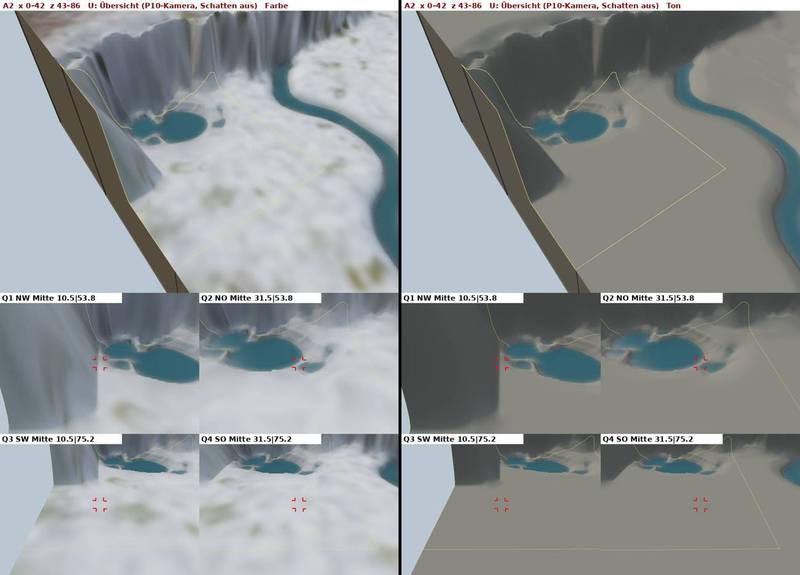 A2 x 0-42 z 43-86 U: Übersicht (P10-Kamera, Schatten aus) Farbe
A2 x 0-42 z 43-86 U: Übersicht (P10-Kamera, Schatten aus) Ton
Q1 NW Mitte 10.5|53.8
Q2 NO Mitte 31.5|53.8
Q1 NW Mitte 10.5|53.8
Q2 NO Mitte 31.5|53.8
Q3 SW Mitte 10.5|75.2
Q4 SO Mitte 31.5|75.2
Q3 SW Mitte 10.5|75.2
Q4 SO Mitte 31.5|75.2